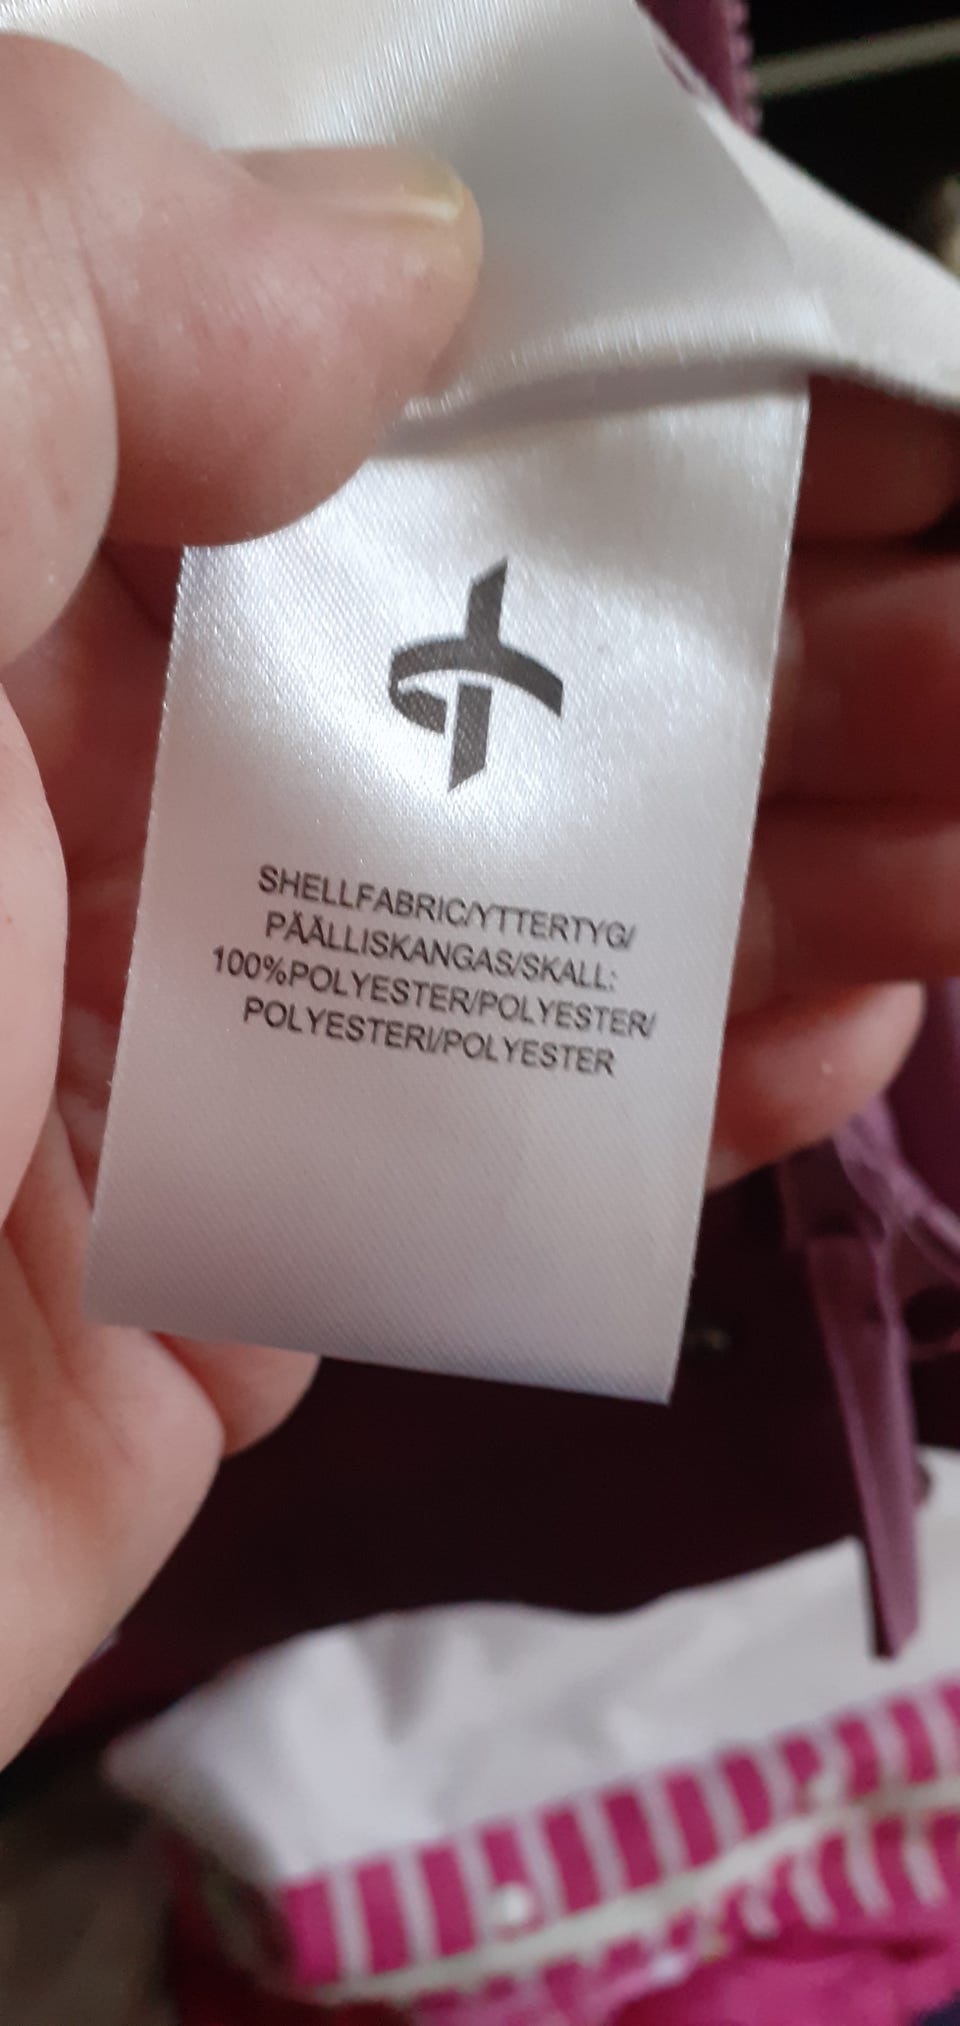 SHELLFABRIC/YTTERTYG/
PÄÄLLISKANGAS/SKALL:
100%POLYESTER/POLYESTER/
POLYESTERI/POLYESTER